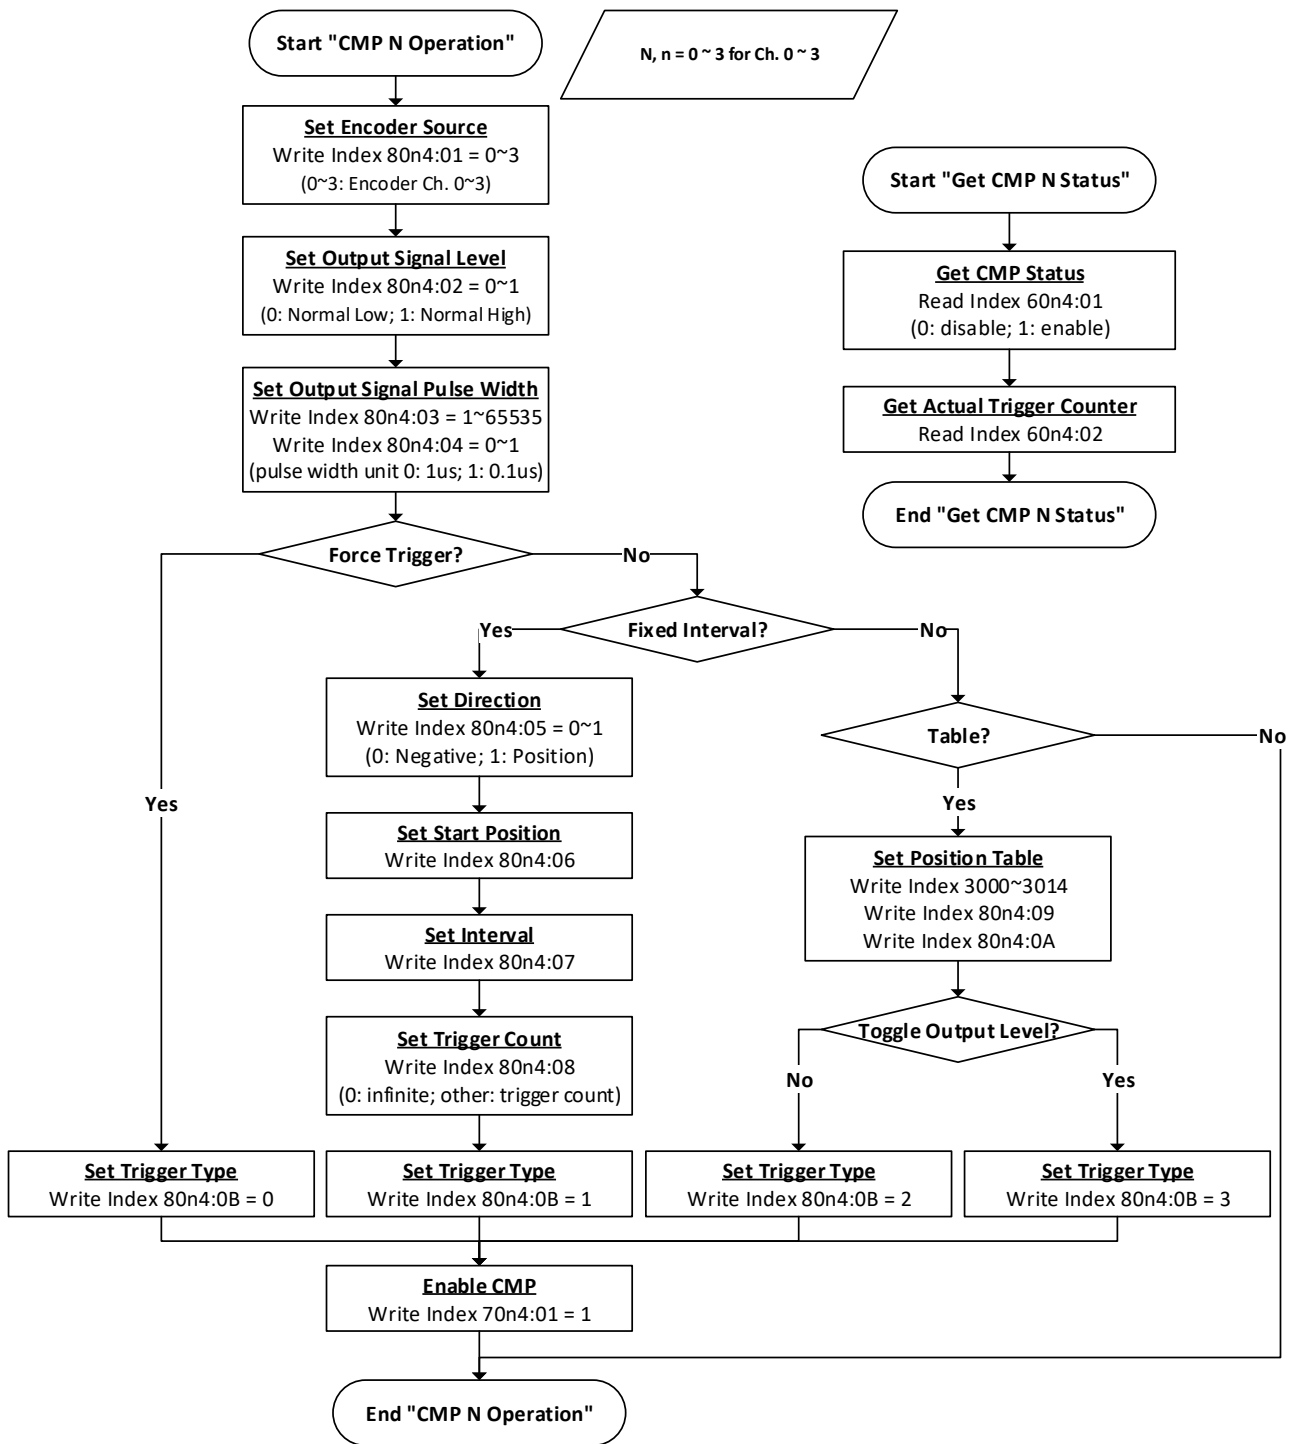 Start "CMP N Operation"
N, n = 0 ~ 3 for Ch. 0 ~ 3
Set Encoder Source
Write Index 80n4:01 = 0~3
(0~3: Encoder Ch. 0~3)
Set Output Signal Level
Write Index 80n4:02 = 0~1
(0: Normal Low; 1: Normal High)
Set Output Signal Pulse Width
Write Index 80n4:03 = 1~65535
Write Index 80n4:04 = 0~1
(pulse width unit 0: 1us; 1: 0.1us)
Start "Get CMP N Status"
Get CMP Status
Read Index 60n4:01
(0: disable; 1: enable)
Get Actual Trigger Counter
Read Index 60n4:02
End "Get CMP N Status"
Force Trigger?
No
Yes
Fixed Interval?
Yes
No
Set Direction
Write Index 80n4:05 = 0~1
(0: Negative; 1: Position)
Set Start Position
Write Index 80n4:06
Set Interval
Write Index 80n4:07
Set Trigger Count
Write Index 80n4:08
(0: infinite; other: trigger count)
Table?
No
Yes
Set Position Table
Write Index 3000~3014
Write Index 80n4:09
Write Index 80n4:0A
Toggle Output Level?
No
Yes
Set Trigger Type
Write Index 80n4:0B = 0
Set Trigger Type
Write Index 80n4:0B = 1
Set Trigger Type
Write Index 80n4:0B = 2
Set Trigger Type
Write Index 80n4:0B = 3
Enable CMP
Write Index 70n4:01 = 1
End "CMP N Operation"